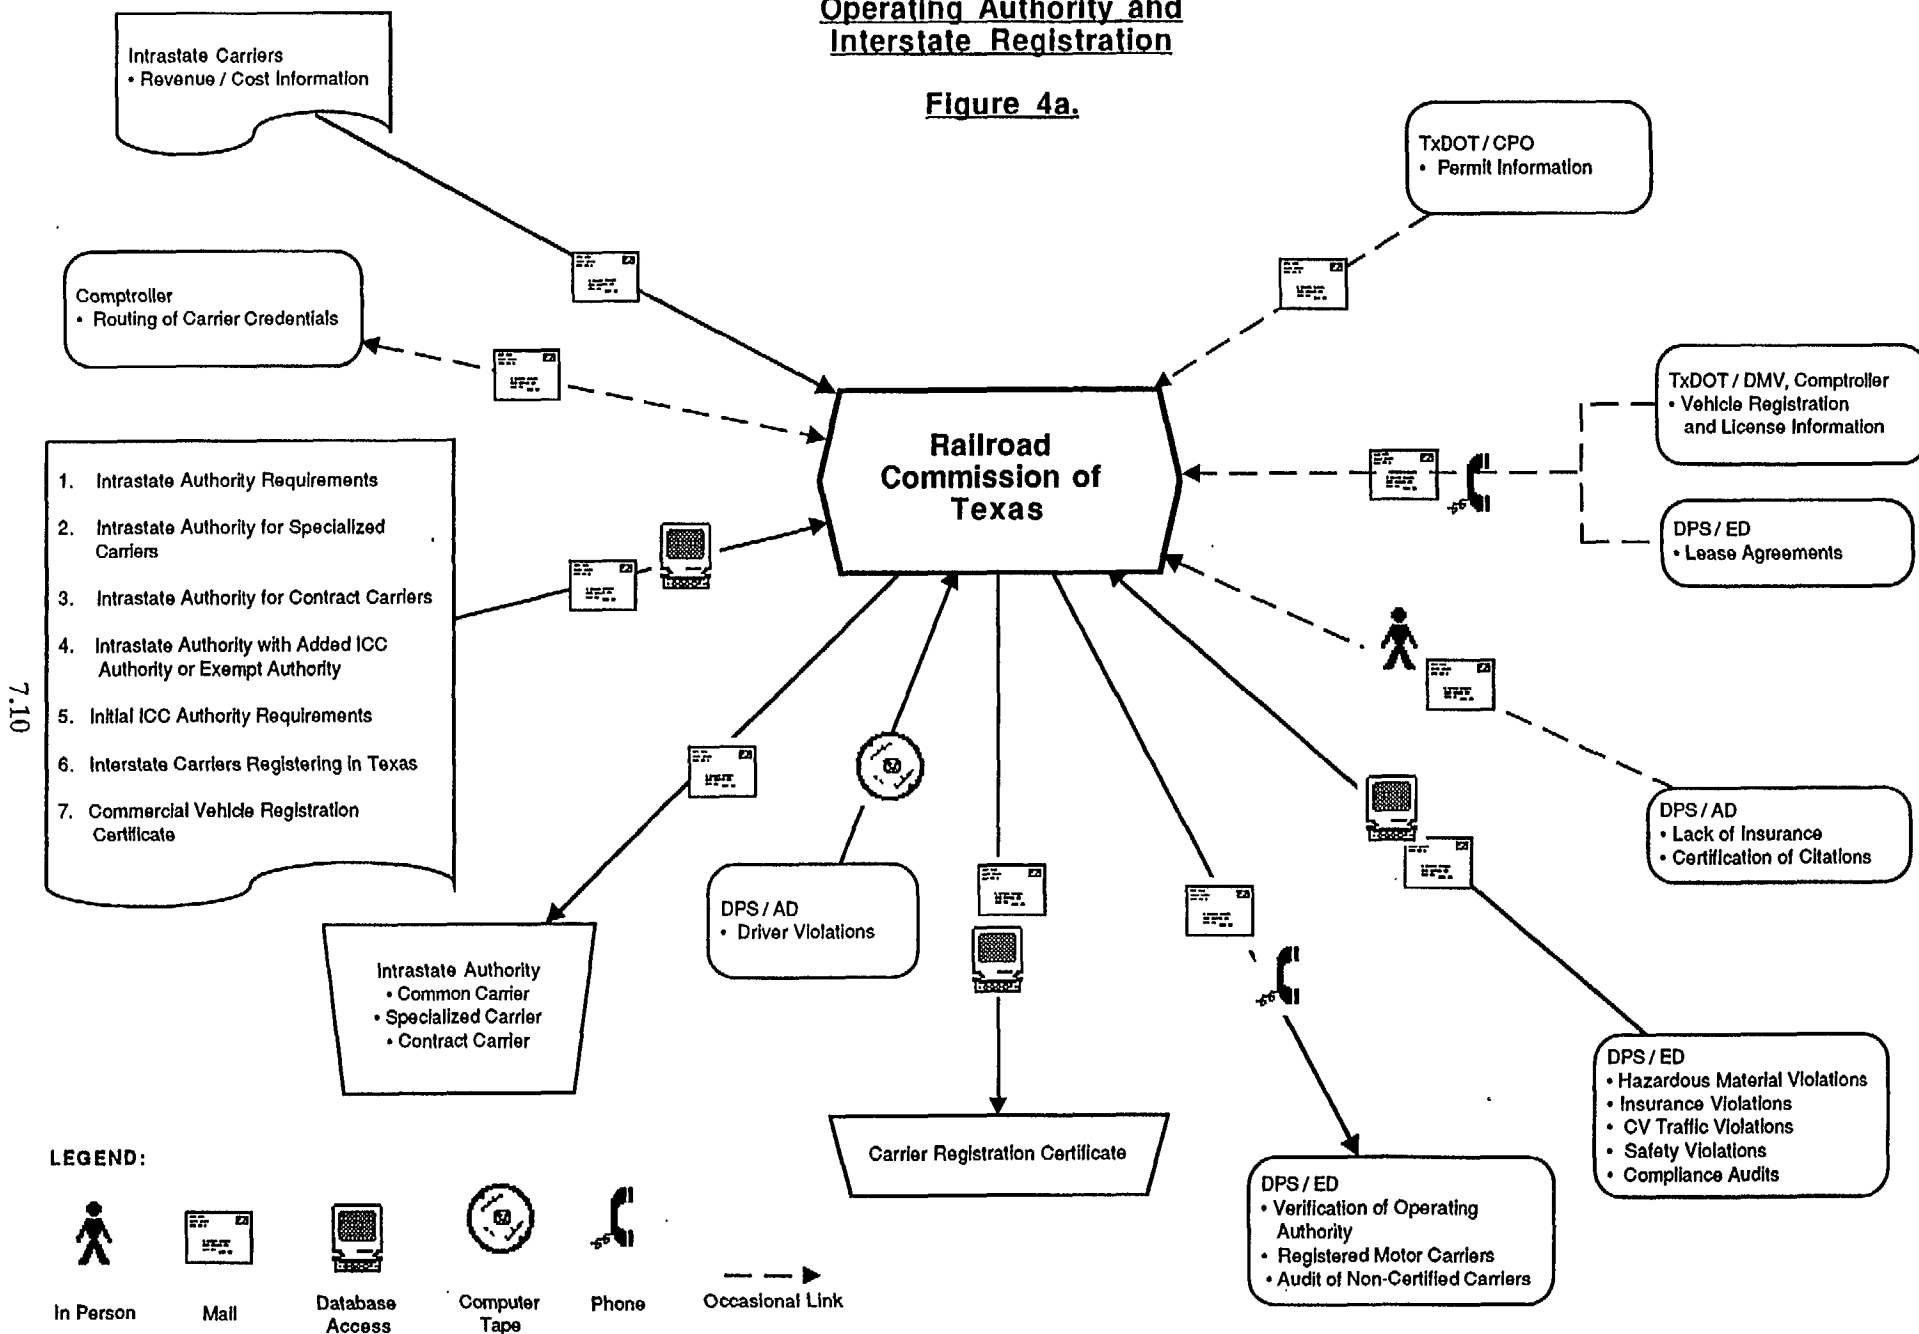 Operating Authority and
Interstate Registration
Figure 4a.
Intrastate Carriers
• Revenue / Cost Information
TxDOT / CPO
• Permit Information
Comptroller
• Routing of Carrier Credentials
TxDOT / DMV, Comptroller
• Vehicle Registration
and License Information
Railroad
Commission of
Texas
DPS / ED
• Lease Agreements
1. Intrastate Authority Requirements
2. Intrastate Authority for Specialized
Carriers
3. Intrastate Authority for Contract Carriers
4. Intrastate Authority with Added ICC
Authority or Exempt Authority
5. Initial ICC Authority Requirements
6. Interstate Carriers Registering in Texas
7. Commercial Vehicle Registration
Certificate
7.10
DPS / AD
• Lack of Insurance
• Certification of Citations
DPS / AD
• Driver Violations
Intrastate Authority
• Common Carrier
• Specialized Carrier
• Contract Carrier
DPS / ED
• Hazardous Material Violations
• Insurance Violations
• CV Traffic Violations
• Safety Violations
• Compliance Audits
Carrier Registration Certificate
DPS / ED
• Verification of Operating
Authority
• Registered Motor Carriers
• Audit of Non-Certified Carriers
LEGEND:
In Person
Mail
Database
Access
Computer
Tape
Phone
Occasional Link